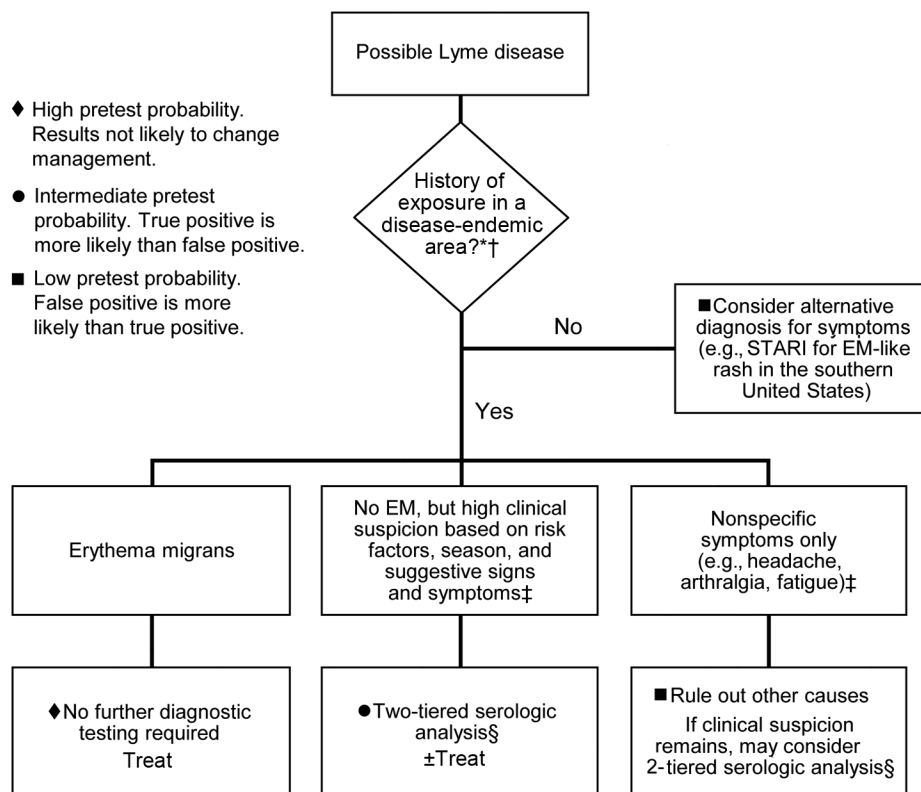 Possible Lyme disease
♦ High pretest probability.
Results not likely to change
management.
● Intermediate pretest
probability. True positive is
more likely than false positive.
■ Low pretest probability.
False positive is more
likely than true positive.
History of
exposure in a
disease-endemic
area?*†
No
■Consider alternative
diagnosis for symptoms
(e.g., STARI for EM-like
rash in the southern
United States)
Yes
Erythema migrans
No EM, but high clinical
suspicion based on risk
factors, season, and
suggestive signs
and symptoms‡
Nonspecific
symptoms only
(e.g., headache,
arthralgia, fatigue)‡
♦No further diagnostic
testing required
Treat
●Two-tiered serologic
analysis§
±Treat
■Rule out other causes
If clinical suspicion
remains, may consider
2-tiered serologic analysis§